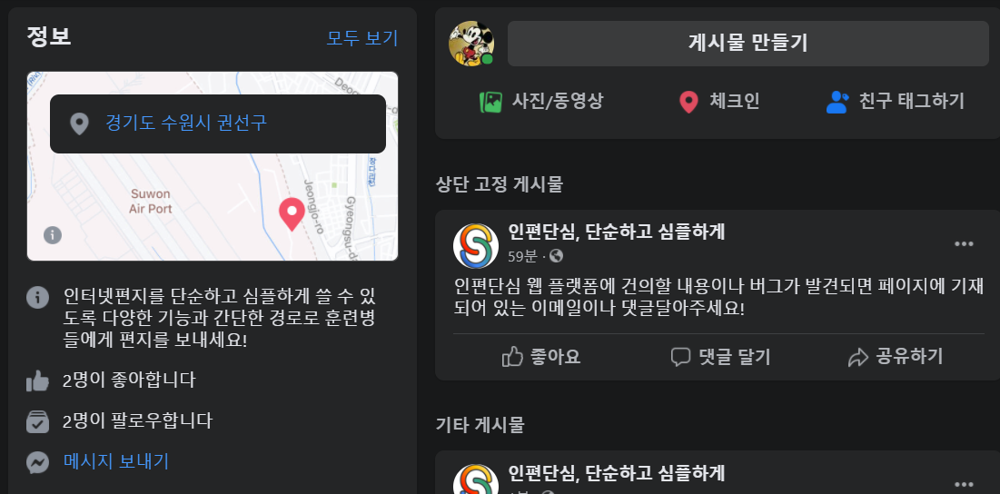 정보
모두 보기
경기도 수원시 권선구
Suwon
Air Port
Jeongjo-ro
인터넷편지를 단순하고 심플하게 쓸 수 있
도록 다양한 기능과 간단한 경로로 훈련병
들에게 편지를 보내세요!
2명이 좋아합니다
2명이 팔로우합니다
메시지 보내기
게시물 만들기
사진/동영상
체크인
친구 태그하기
상단 고정 게시물
인편단심, 단순하고 심플하게
59분 ·
인편단심 웹 플랫폼에 건의할 내용이나 버그가 발견되면 페이지에 기재
되어 있는 이메일이나 댓글달아주세요!
좋아요
댓글 달기
공유하기
기타 게시물
인편단심, 단순하고 심플하게